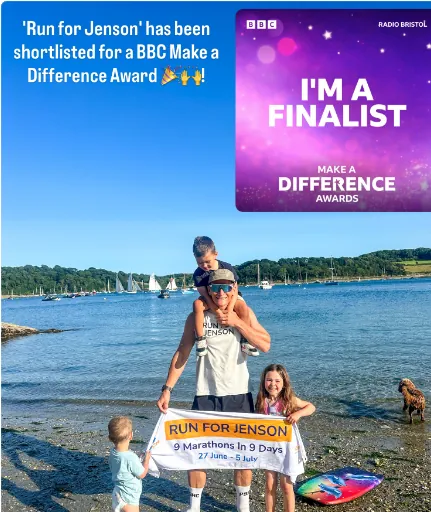 'Run for Jenson' has been
shortlisted for a BBC Make a
Difference Award 🎉🙌🙌!
BBC
RADIO BRISTOL
I'M A
FINALIST
MAKE A
DIFFERENCE
AWARDS
RUN FOR
JENSON
RUN FOR JENSON
9 Marathons In 9 Days
27 June - 5 July